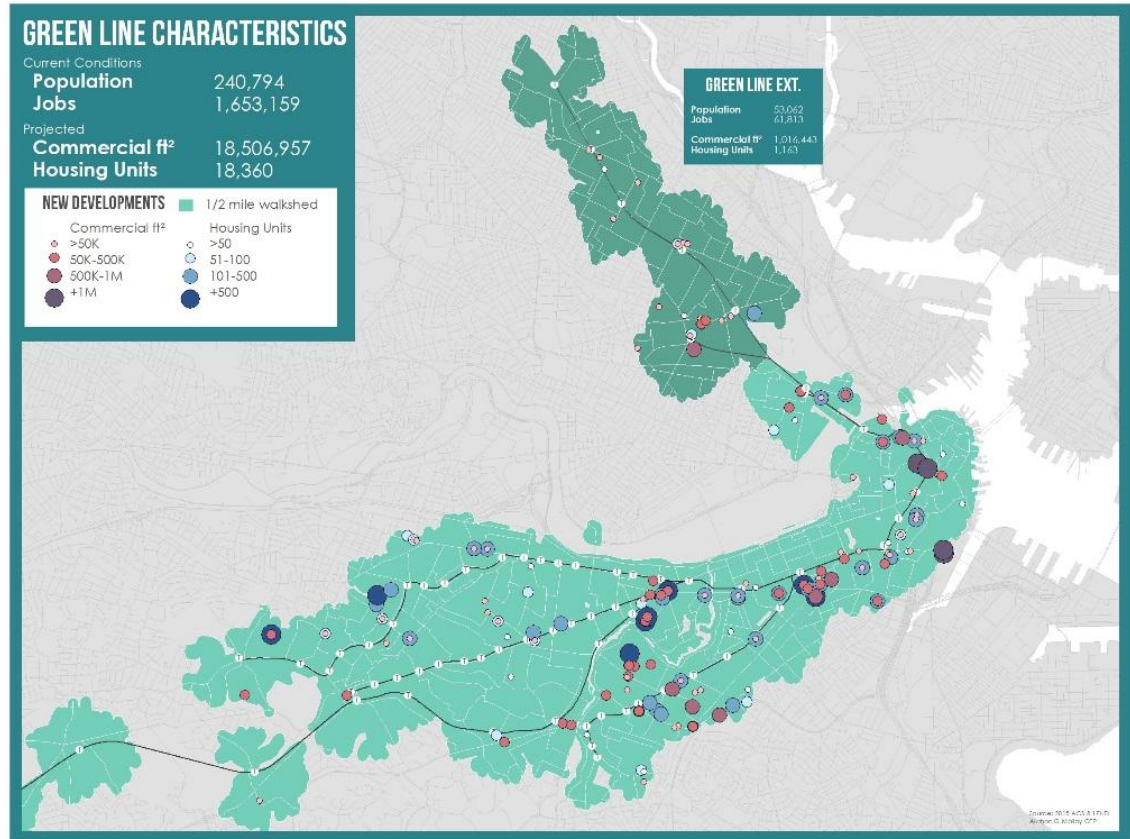 GREEN LINE CHARACTERISTICS
Current Conditions
Population 240,794
Jobs 1,653,159
Projected
Commercial ft² 18,506,957
Housing Units 18,360
NEW DEVELOPMENTS 1/2 mile walkshed
Commercial ft² Housing Units
>50K >50
50K-500K 51-100
500K-1M 101-500
+1M +500
GREEN LINE EXT.
Population 53,062
Jobs 61,813
Commercial ft² 1,016,443
Housing Units 1,163